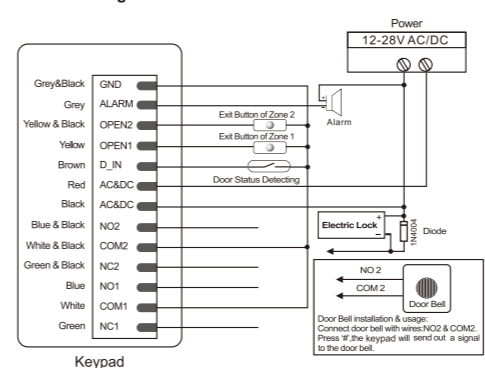 Power
12-28V AC/DC
Grey&Black GND
Grey ALARM
Alarm
Exit Button of Zone 2
Yellow & Black OPEN2
Exit Button of Zone 1
Yellow OPEN1
Brown D_IN
Door Status Detecting
Red AC&DC
Black AC&DC
Blue & Black NO2
White & Black COM2
Green & Black NC2
Blue NO1
White COM1
Green NC1
Keypad
+
Electric Lock
–
1N4004
Diode
NO 2
COM 2
Door Bell
Door Bell installation & usage:
Connect door bell with wires:NO2 & COM2.
Press '#',the keypad will send out a signal
to the door bell.